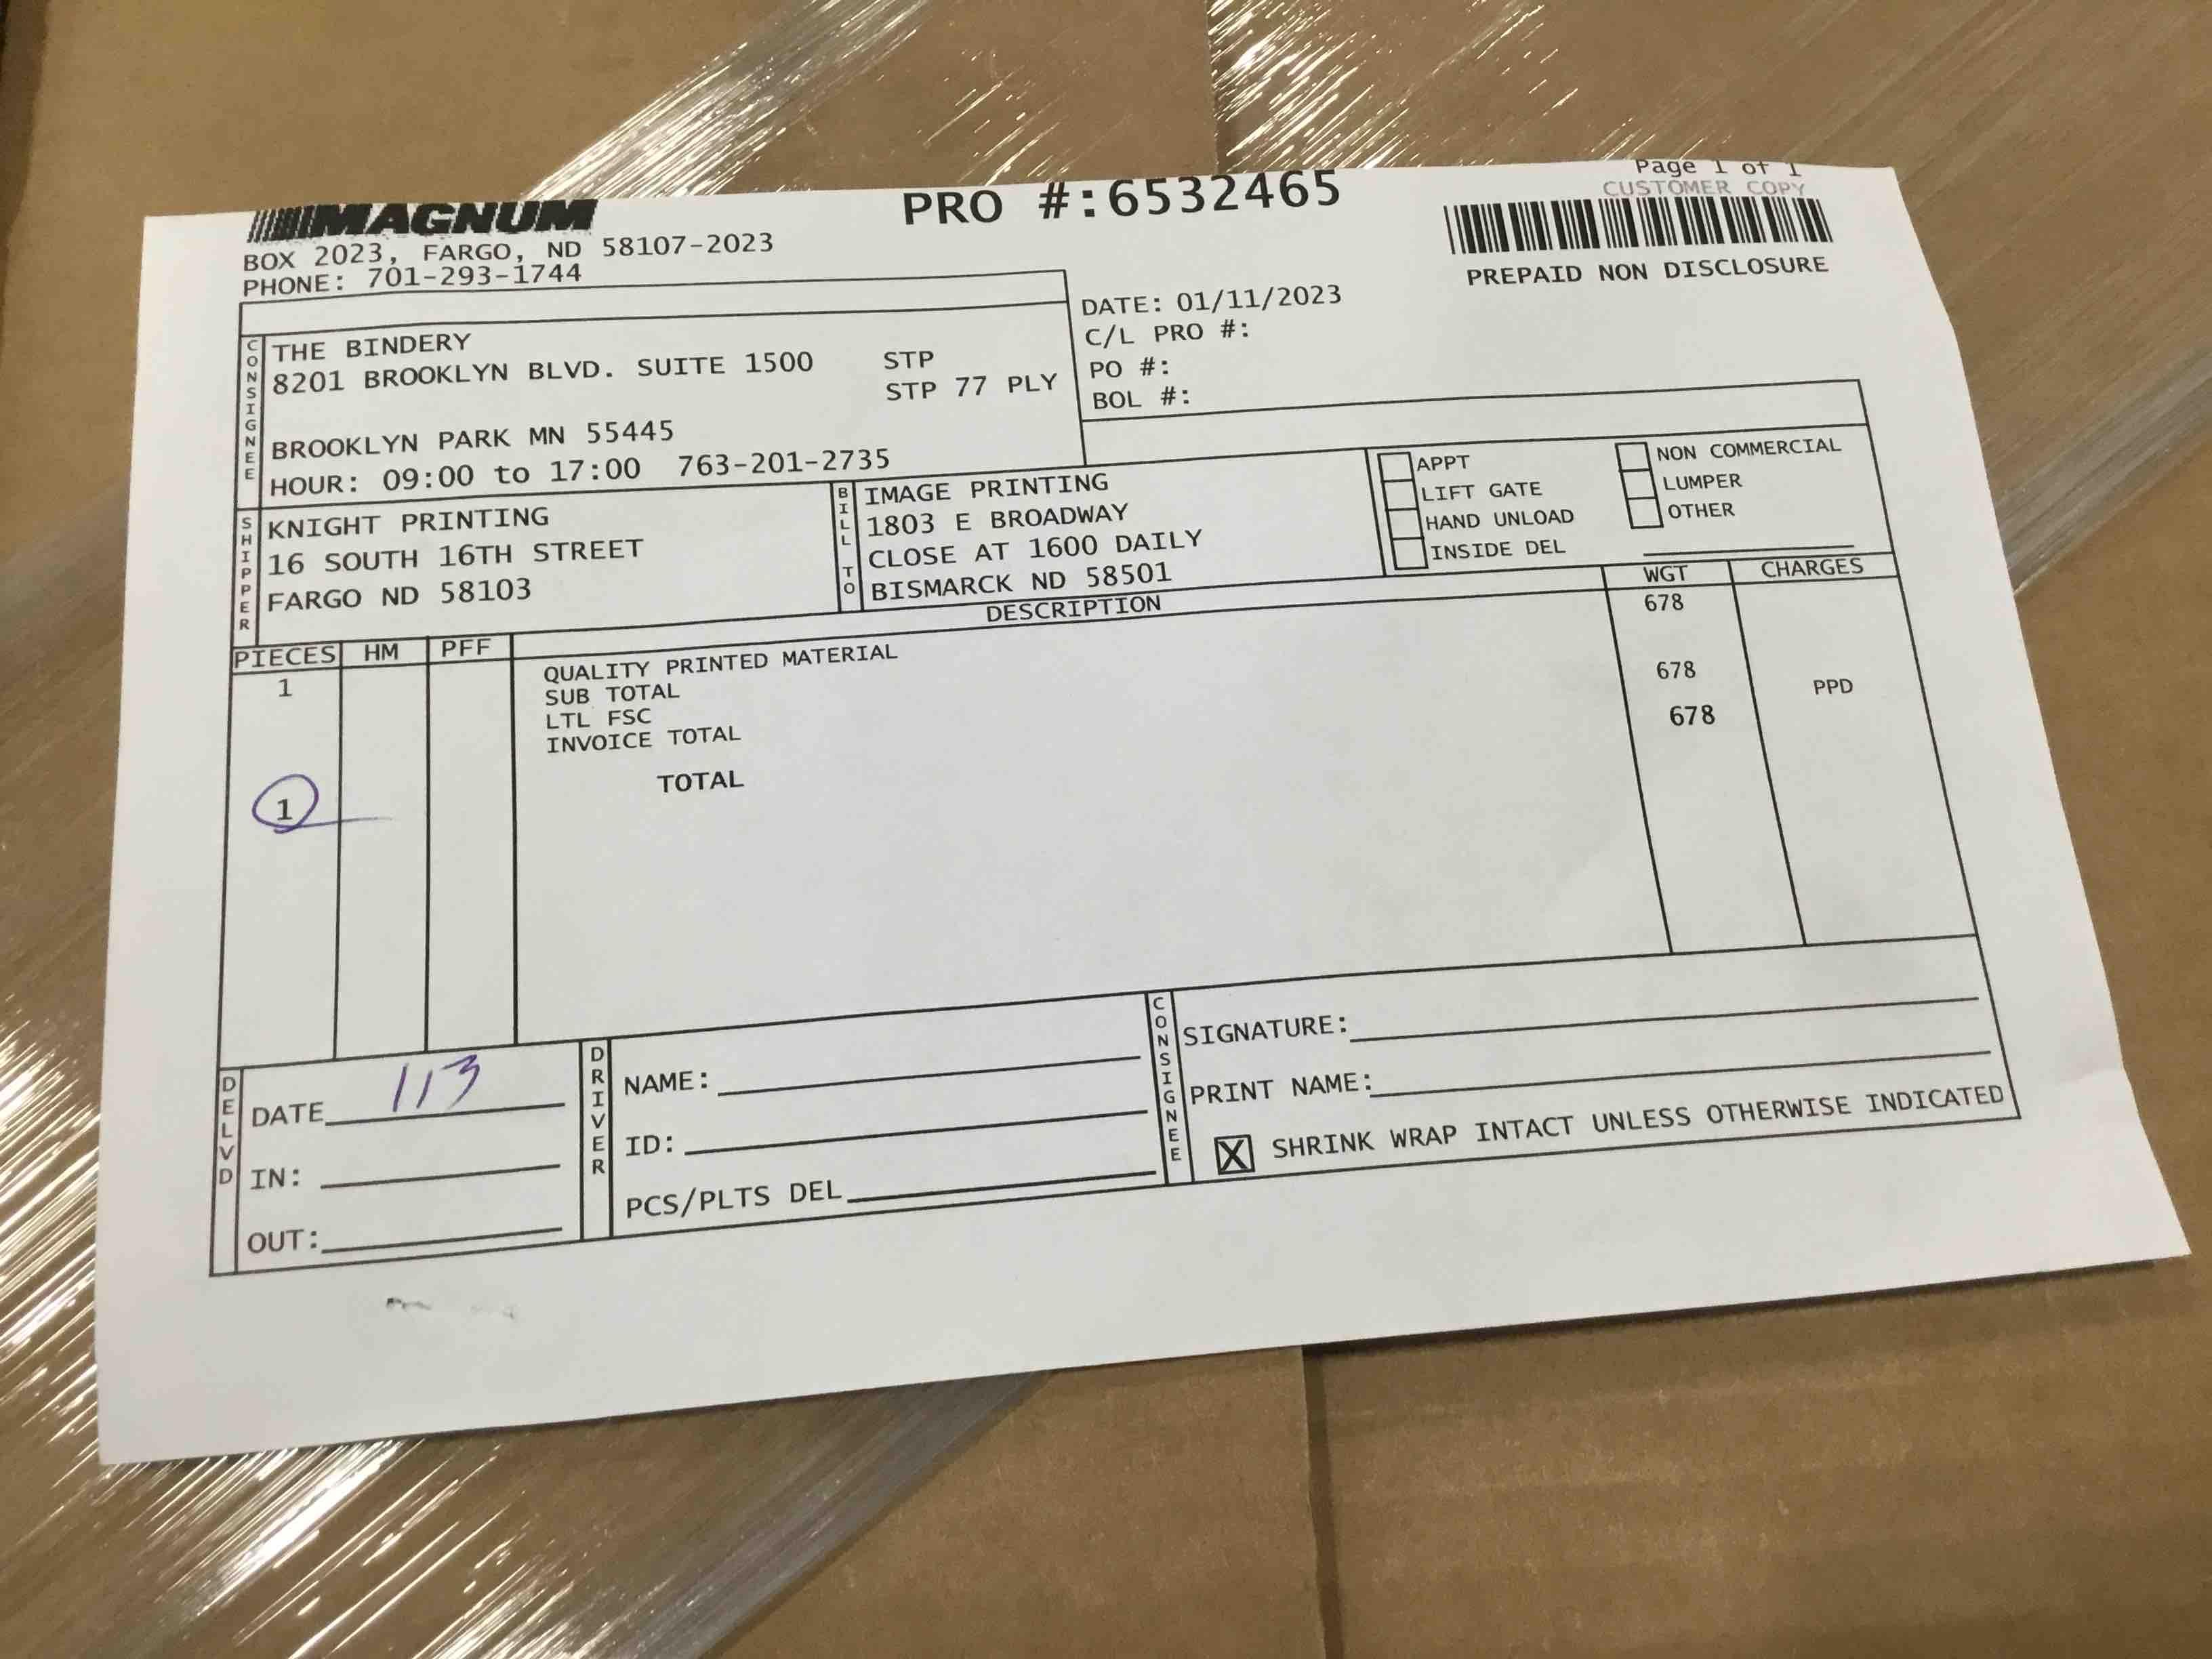 Page 1 of 1
CUSTOMER COPY
MAGNUM
PRO #:6532465
BOX 2023, FARGO, ND 58107-2023
PHONE: 701-293-1744
PREPAID NON DISCLOSURE
DATE: 01/11/2023
C/L PRO #:
PO #:
BOL #:
CONSIGNEE
THE BINDERY
8201 BROOKLYN BLVD. SUITE 1500 STP
STP 77 PLY
BROOKLYN PARK MN 55445
HOUR: 09:00 to 17:00 763-201-2735
SHIPPER
KNIGHT PRINTING
16 SOUTH 16TH STREET
FARGO ND 58103
BILL TO
IMAGE PRINTING
1803 E BROADWAY
CLOSE AT 1600 DAILY
BISMARCK ND 58501
APPT
LIFT GATE
HAND UNLOAD
INSIDE DEL
NON COMMERCIAL
LUMPER
OTHER
PIECES HM PFF DESCRIPTION WGT CHARGES
1 QUALITY PRINTED MATERIAL 678
SUB TOTAL 678
LTL FSC
INVOICE TOTAL PPD
1 TOTAL 678
DELVD
DATE 113
IN:
OUT:
DRIVER
NAME:
ID:
PCS/PLTS DEL
CONSIGNEE
SIGNATURE:
PRINT NAME:
X SHRINK WRAP INTACT UNLESS OTHERWISE INDICATED